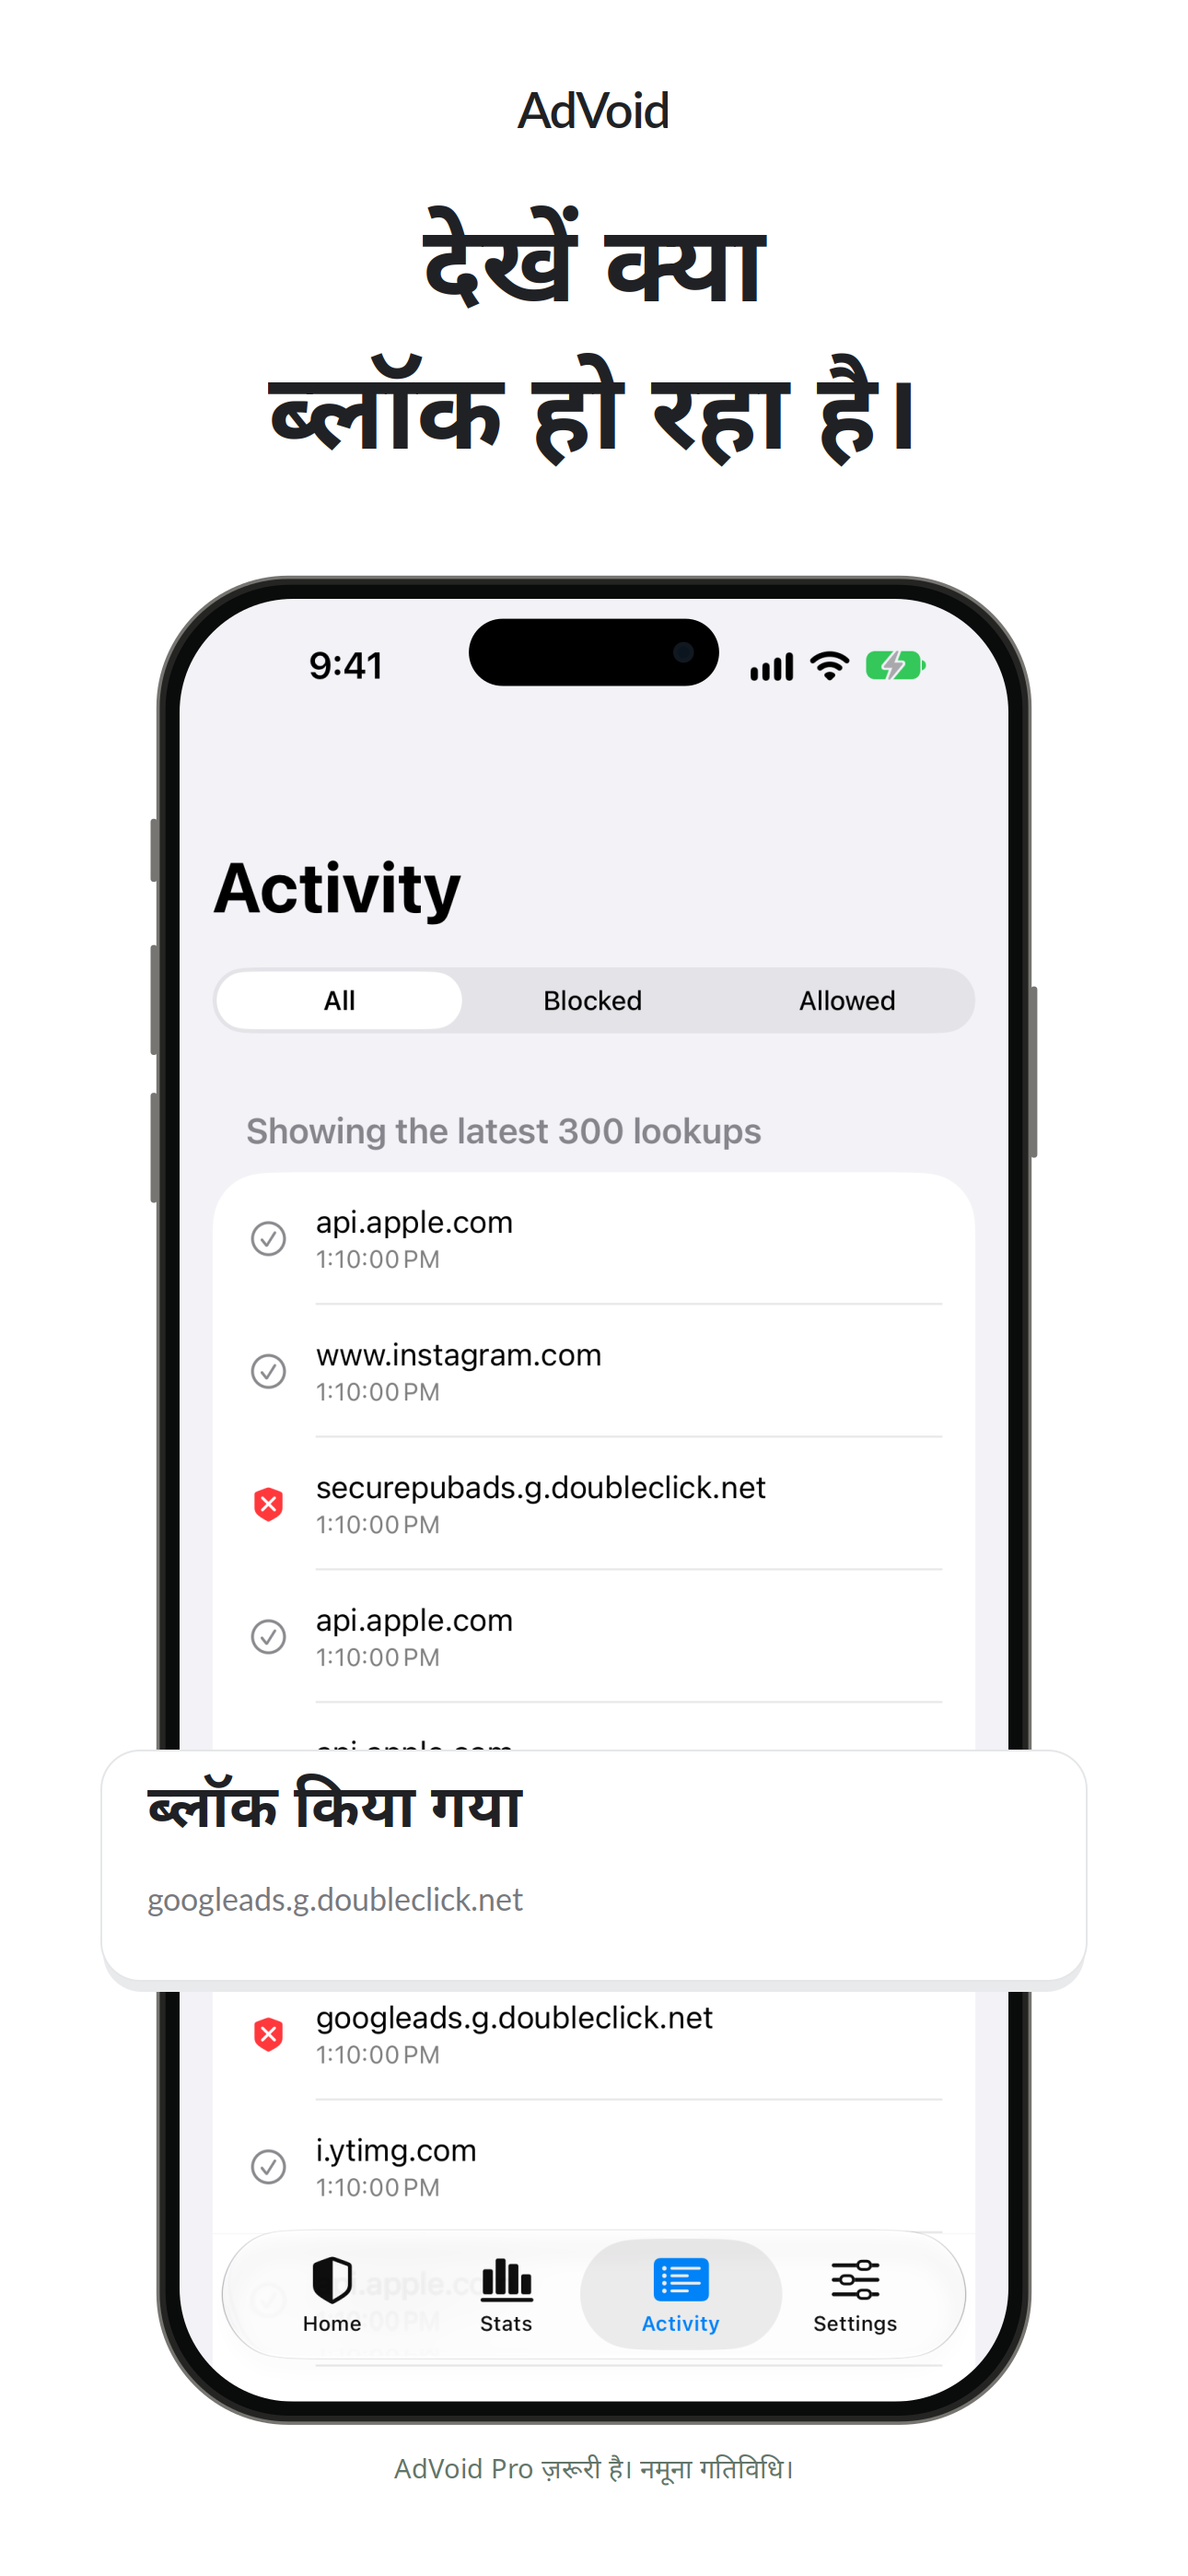 AdVoid
देखें क्या
ब्लॉक हो रहा है।
9:41
Activity
All Blocked Allowed
Showing the latest 300 lookups
api.apple.com
1:10:00 PM
www.instagram.com
1:10:00 PM
securepubads.g.doubleclick.net
1:10:00 PM
api.apple.com
1:10:00 PM
api.apple.com
ब्लॉक किया गया
googleads.g.doubleclick.net
googleads.g.doubleclick.net
1:10:00 PM
i.ytimg.com
1:10:00 PM
Home Stats Activity Settings
AdVoid Pro ज़रूरी है। नमूना गतिविधि।